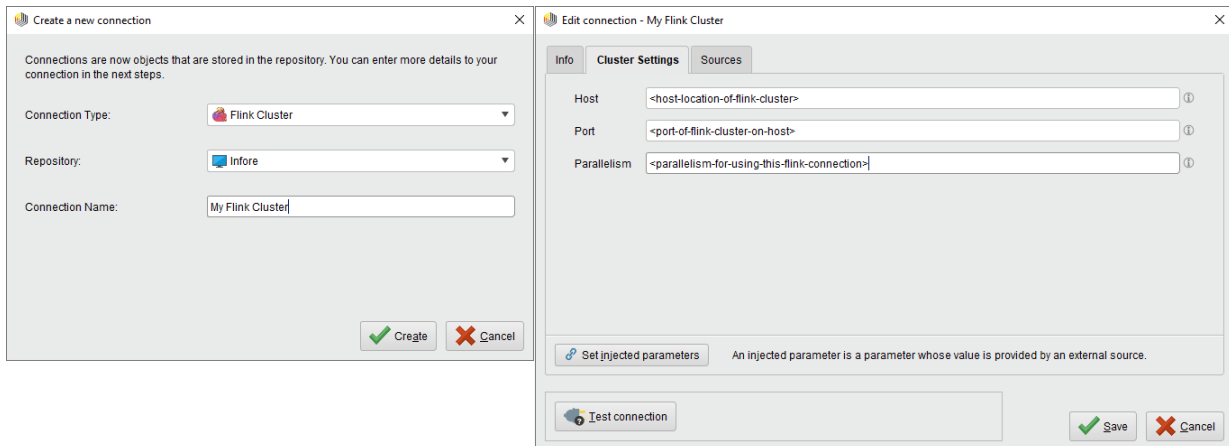 Create a new connection
Connections are now objects that are stored in the repository. You can enter more details to your
connection in the next steps.
Connection Type:
Flink Cluster
Repository:
Infore
Connection Name:
My Flink Cluster
Create
Cancel
Edit connection - My Flink Cluster
Info
Cluster Settings
Sources
Host
<host-location-of-flink-cluster>
Port
<port-of-flink-cluster-on-host>
Parallelism
<parallelism-for-using-this-flink-connection>
Set injected parameters
An injected parameter is a parameter whose value is provided by an external source.
Test connection
Save
Cancel